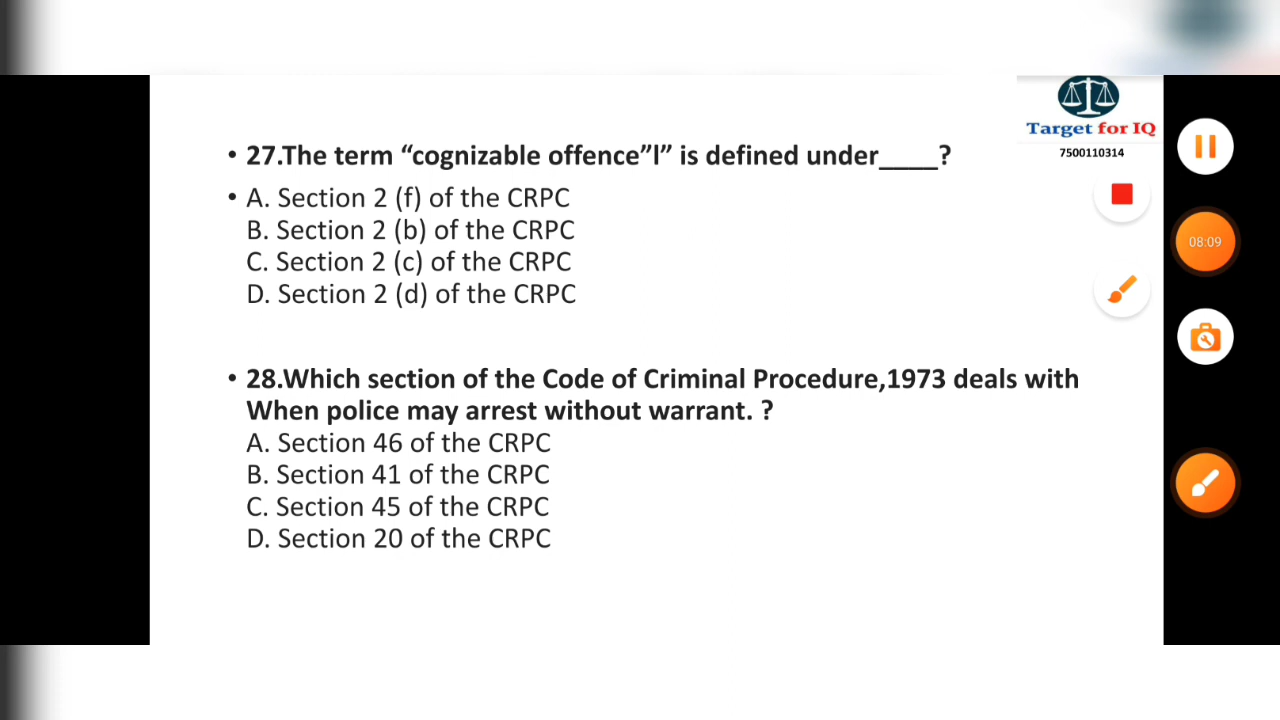 Target for IQ
7500110314
• 27.The term “cognizable offence”l” is defined under____?
• A. Section 2 (f) of the CRPC
B. Section 2 (b) of the CRPC
C. Section 2 (c) of the CRPC
D. Section 2 (d) of the CRPC
• 28.Which section of the Code of Criminal Procedure,1973 deals with
When police may arrest without warrant. ?
A. Section 46 of the CRPC
B. Section 41 of the CRPC
C. Section 45 of the CRPC
D. Section 20 of the CRPC
08:09